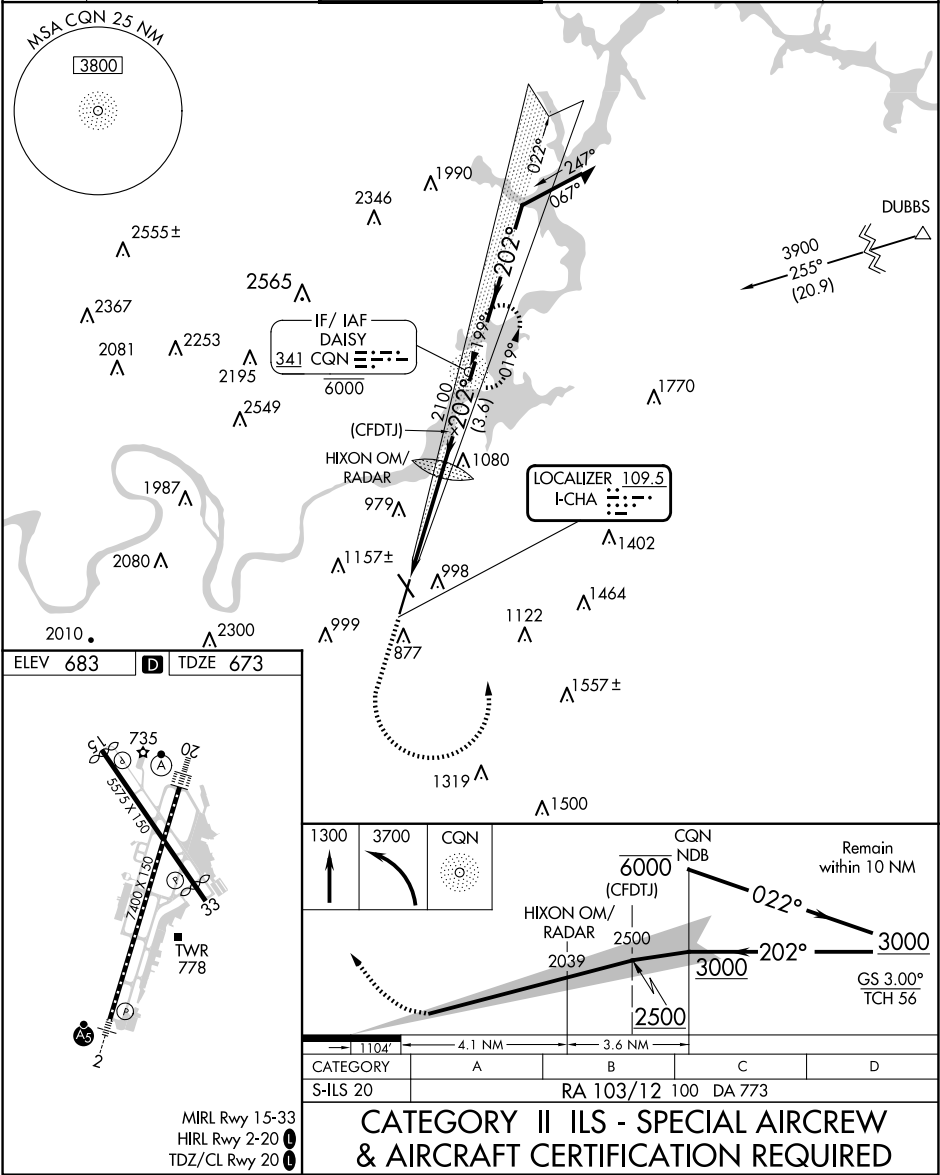 MSA CQN 25 NM
3800
1990
2346
022°
247°
067°
2555±
DUBBS
202°
3900
255°
(20.9)
2565
2367
IF/ IAF
DAISY
341 CQN
6000
2253
2081
2195
199°
019°
2549
2100
202°
(3.6)
1770
(CFDTJ)
HIXON OM/
RADAR
1080
LOCALIZER 109.5
I-CHA
1987
979
1402
2080
1157±
998
1464
1122
2010
2300
999
877
1557±
1319
1500
ELEV 683 D TDZE 673
735
A
15
20
P
5575 X 150
7400 X 150
P
33
TWR
778
P
A5
2
MIRL Rwy 15-33
HIRL Rwy 2-20 L
TDZ/CL Rwy 20 L
1300 3700 CQN
CQN
NDB
6000
(CFDTJ)
Remain
within 10 NM
022°
HIXON OM/
RADAR
2500
2039
202°
3000
3000
GS 3.00°
TCH 56
2500
1104' 4.1 NM 3.6 NM
CATEGORY A B C D
S-ILS 20 RA 103/12 100 DA 773
CATEGORY II ILS - SPECIAL AIRCREW
& AIRCRAFT CERTIFICATION REQUIRED